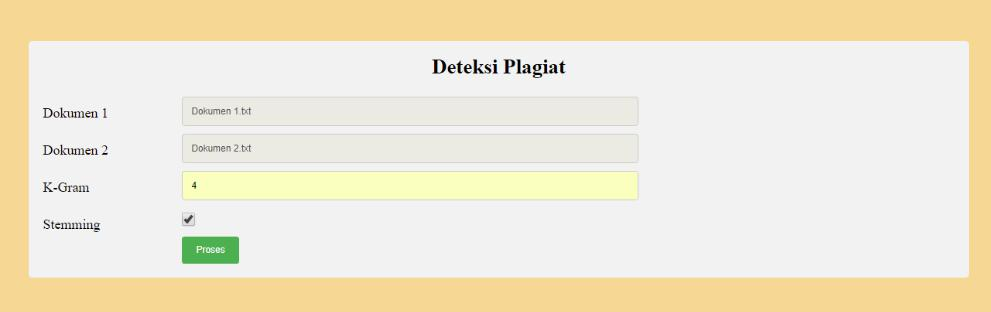 Deteksi Plagiat
Dokumen 1 Dokumen 1.txt
Dokumen 2 Dokumen 2.txt
K-Gram 4
Stemming
Proses